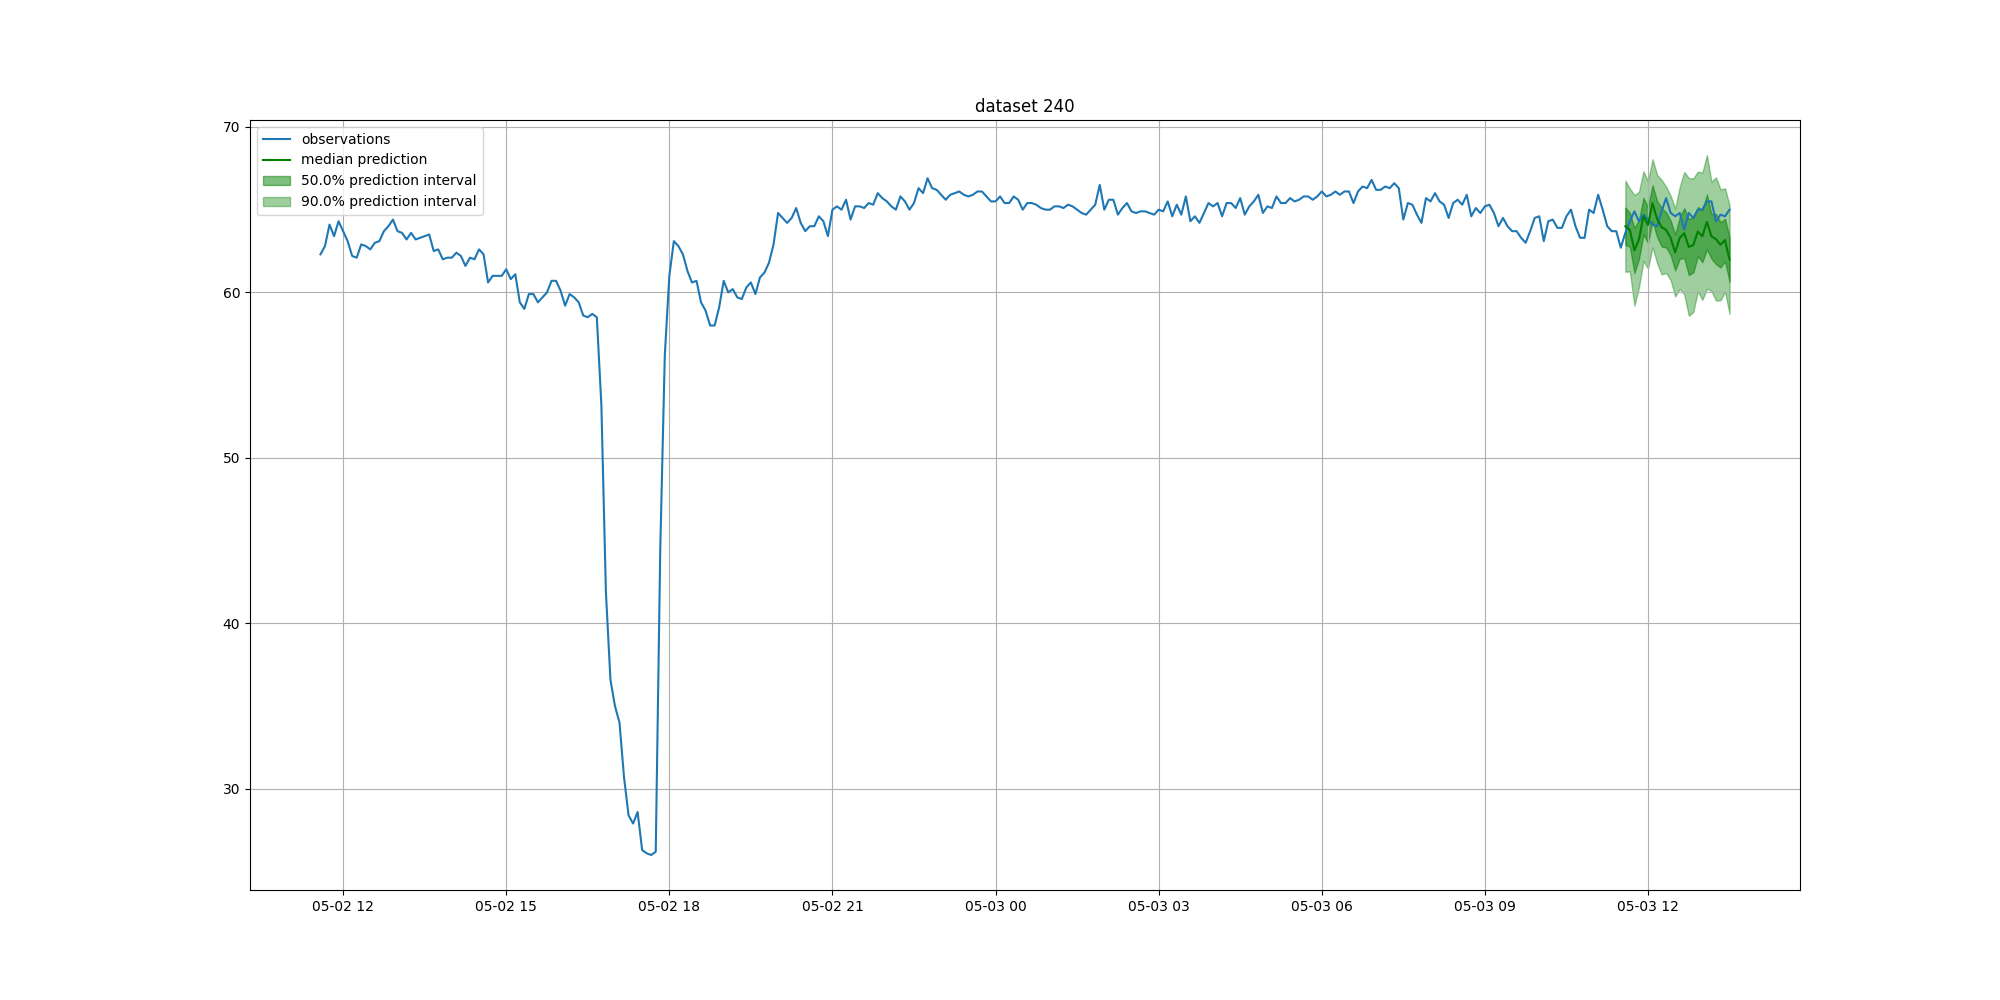 dataset 240
70
60
50
40
30
observations
median prediction
50.0% prediction interval
90.0% prediction interval
05-02 12
05-02 15
05-02 18
05-02 21
05-03 00
05-03 03
05-03 06
05-03 09
05-03 12